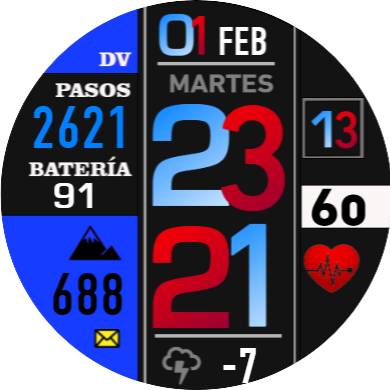 DV
PASOS
2621
BATERÍA
91
688
01 FEB
MARTES
23
21
-7
13
60